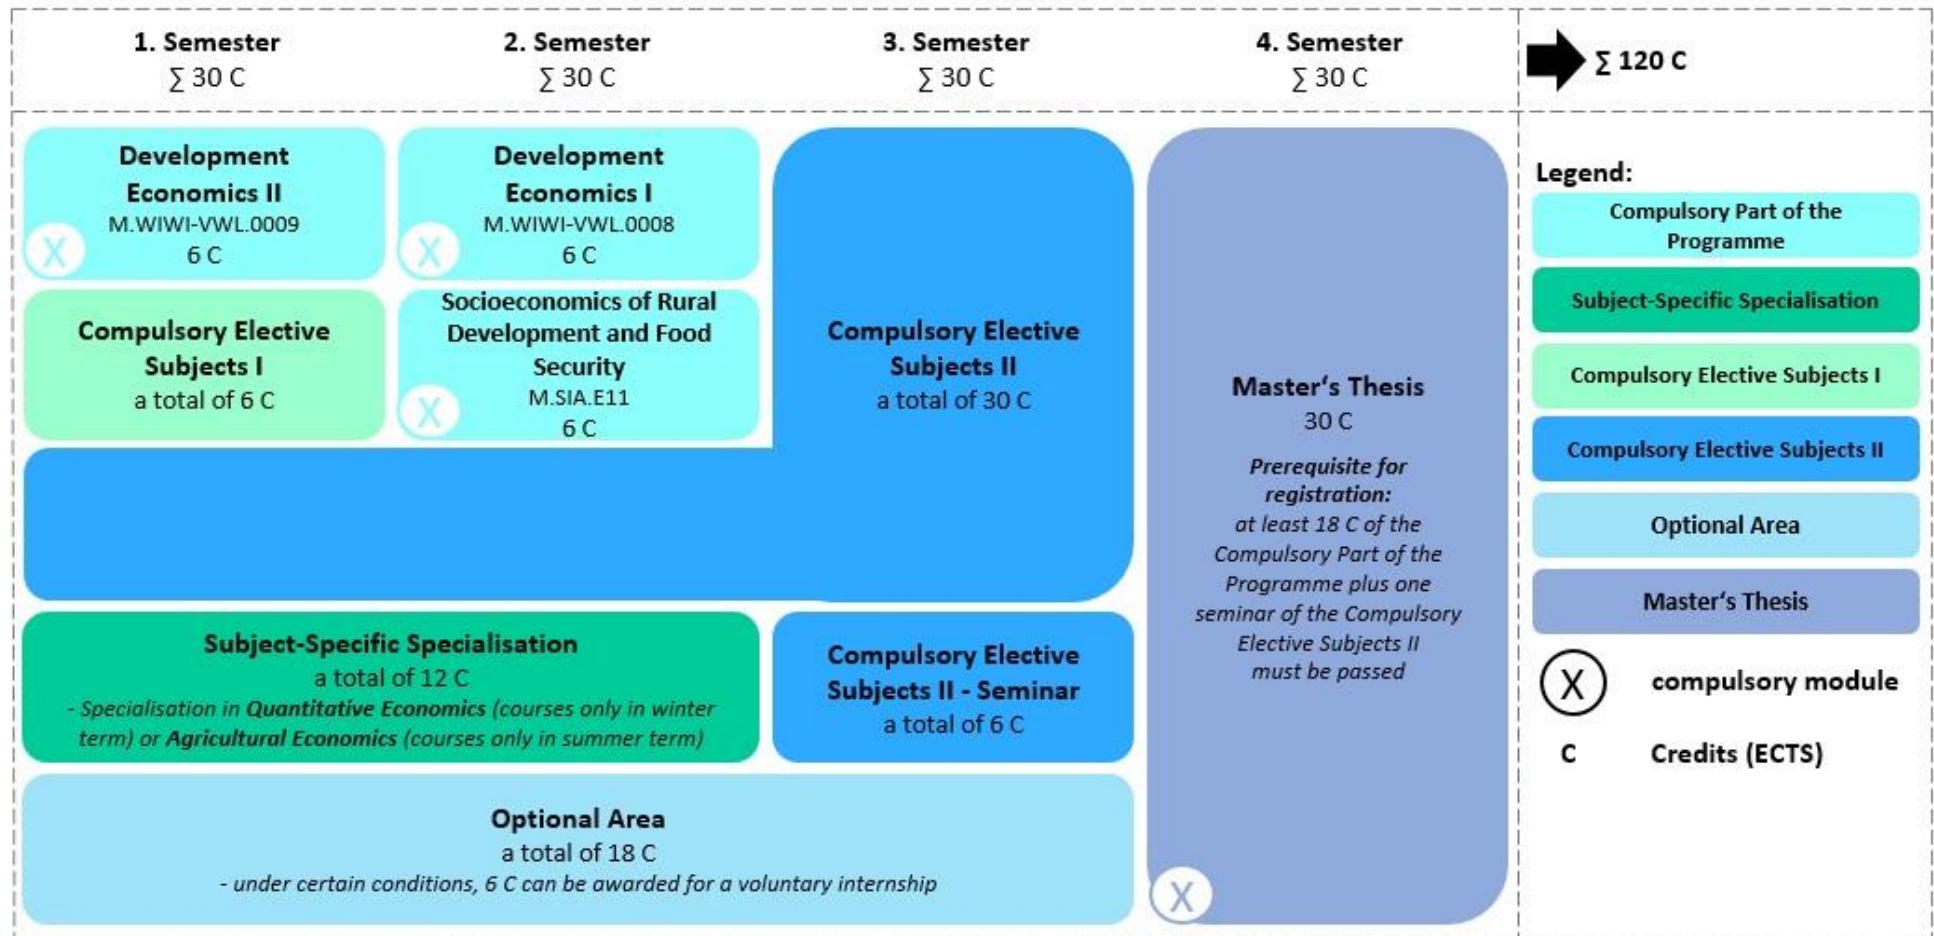 1. Semester
∑ 30 C
2. Semester
∑ 30 C
3. Semester
∑ 30 C
4. Semester
∑ 30 C
∑ 120 C
Development
Economics II
M.WIWI-VWL.0009
6 C
X
Development
Economics I
M.WIWI-VWL.0008
6 C
X
Compulsory Elective
Subjects I
a total of 6 C
Socioeconomics of Rural
Development and Food
Security
M.SIA.E11
6 C
X
Compulsory Elective
Subjects II
a total of 30 C
Subject-Specific Specialisation
a total of 12 C
- Specialisation in Quantitative Economics (courses only in winter
term) or Agricultural Economics (courses only in summer term)
Compulsory Elective
Subjects II - Seminar
a total of 6 C
Optional Area
a total of 18 C
- under certain conditions, 6 C can be awarded for a voluntary internship
Master‘s Thesis
30 C
Prerequisite for
registration:
at least 18 C of the
Compulsory Part of the
Programme plus one
seminar of the Compulsory
Elective Subjects II
must be passed
X
Legend:
Compulsory Part of the
Programme
Subject-Specific Specialisation
Compulsory Elective Subjects I
Compulsory Elective Subjects II
Optional Area
Master‘s Thesis
X compulsory module
C Credits (ECTS)